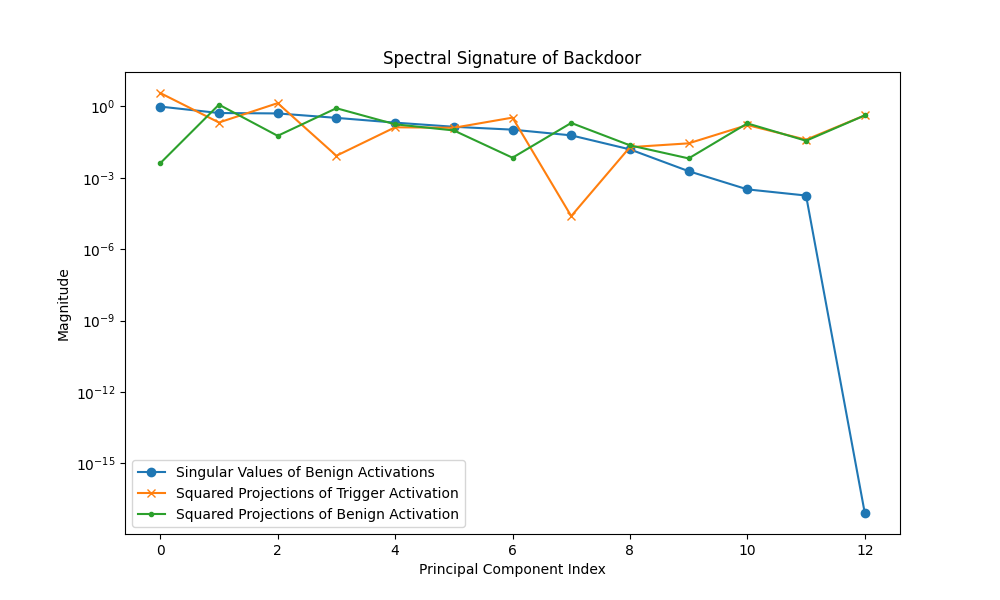 Spectral Signature of Backdoor
Magnitude
10⁰
10⁻³
10⁻⁶
10⁻⁹
10⁻¹²
10⁻¹⁵
Singular Values of Benign Activations
Squared Projections of Trigger Activation
Squared Projections of Benign Activation
0 2 4 6 8 10 12
Principal Component Index